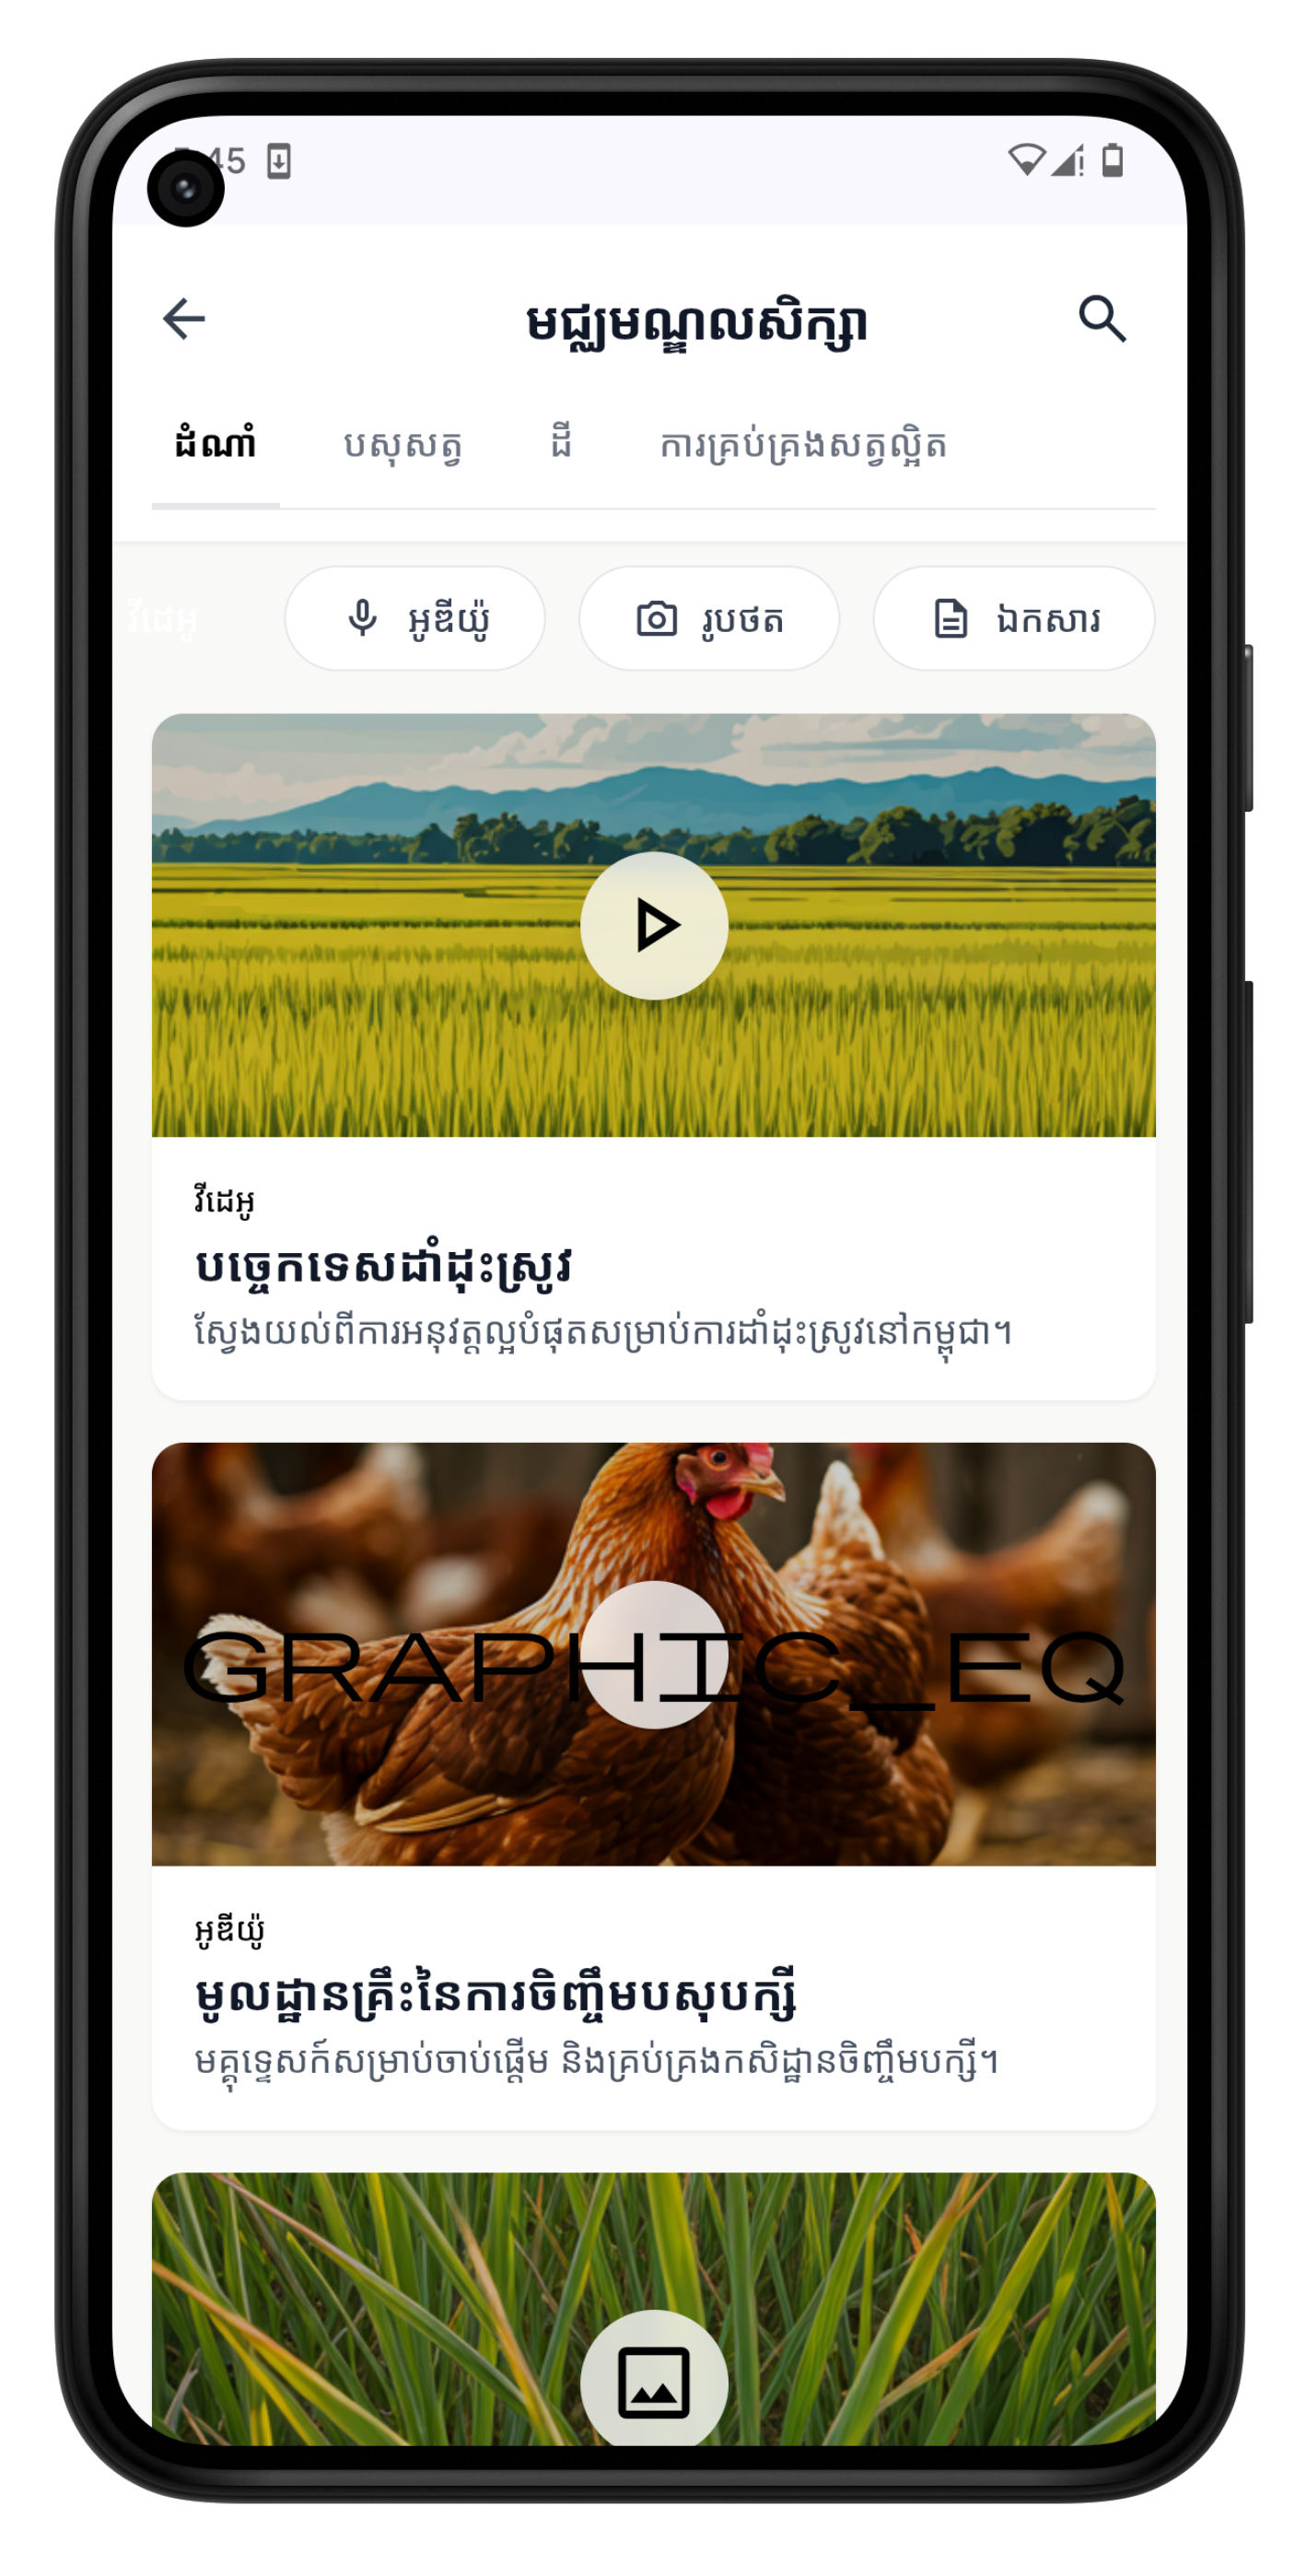 45
មជ្ឈមណ្ឌលសិក្សា
ដំណាំ បសុសត្វ ដី ការគ្រប់គ្រងសត្វល្អិត
វីដេអូ អូឌីយ៉ូ រូបថត ឯកសារ
វីដេអូ
បច្ចេកទេសដាំដុះស្រូវ
ស្វែងយល់ពីការអនុវត្តល្អបំផុតសម្រាប់ការដាំដុះស្រូវនៅកម្ពុជា។
GRAPHIC_EQ
អូឌីយ៉ូ
មូលដ្ឋានគ្រឹះនៃការចិញ្ចឹមបសុបក្សី
មគ្គុទ្ទេសក៍សម្រាប់ចាប់ផ្តើម និងគ្រប់គ្រងកសិដ្ឋានចិញ្ចឹមបក្សី។